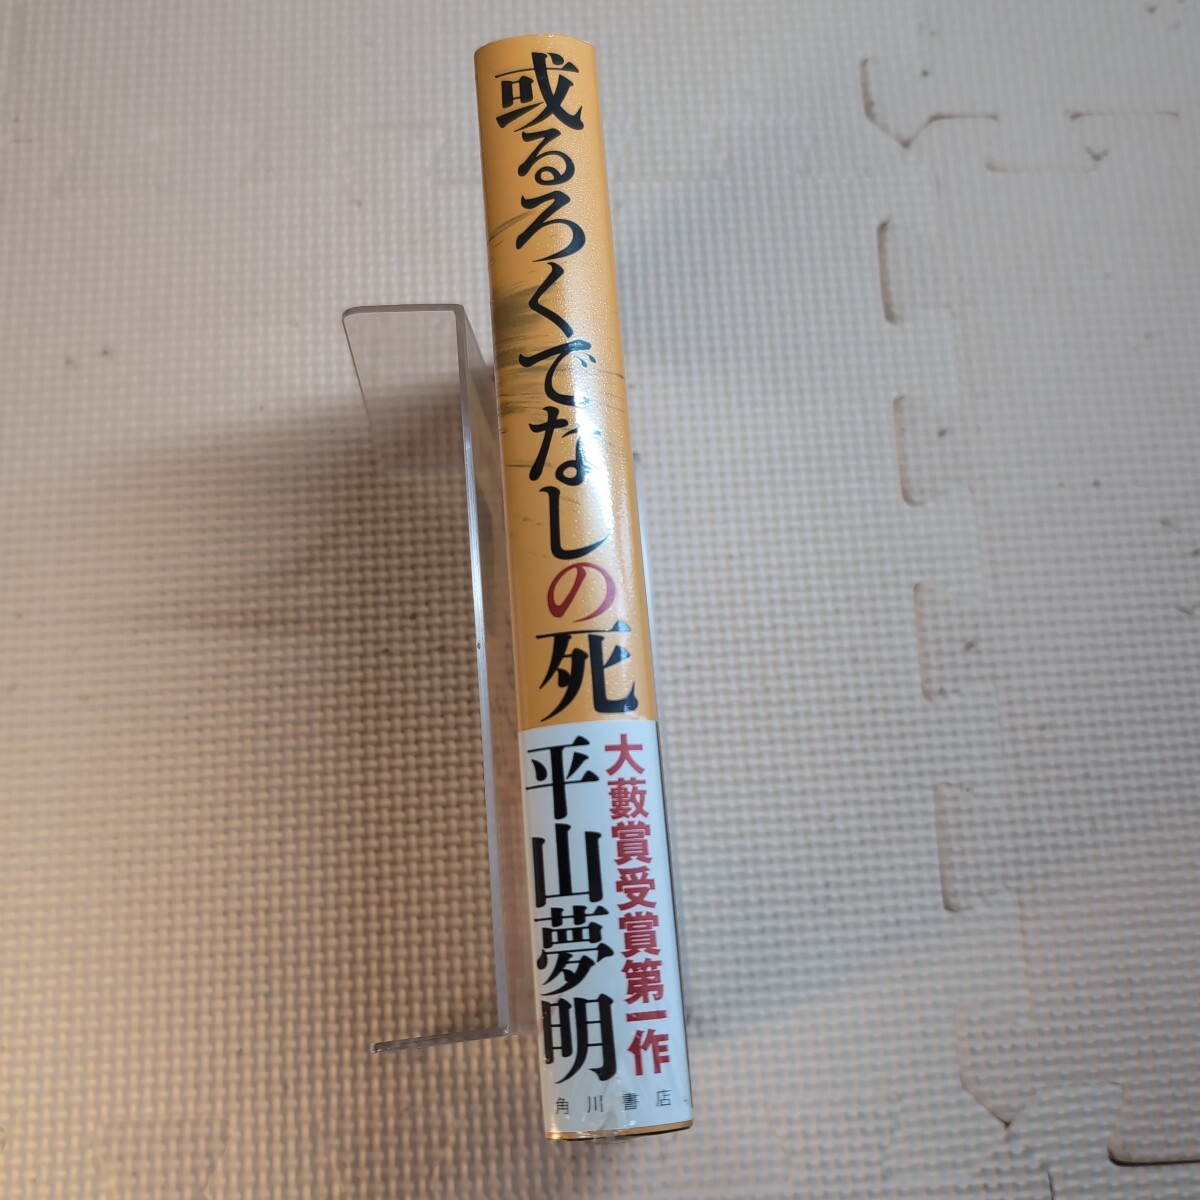 或るろくでなしの死
大藪賞受賞第一作
平山夢明
角川書店